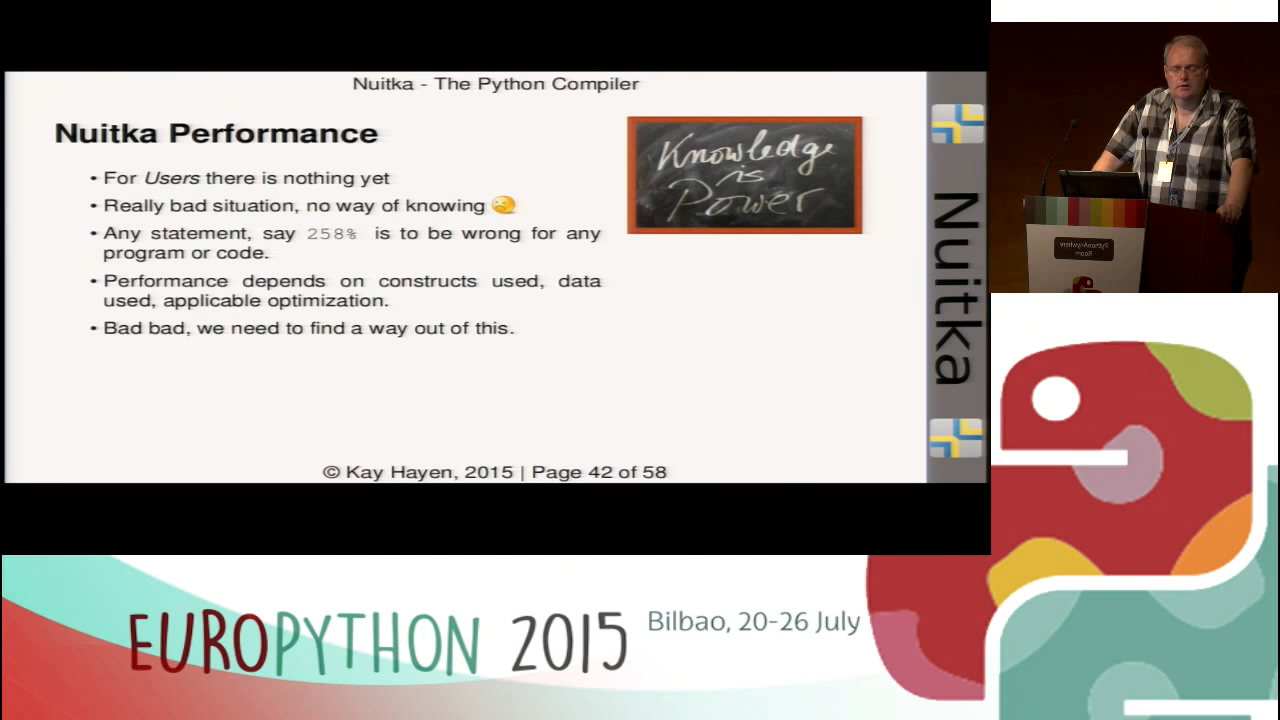 Nuitka - The Python Compiler
Nuitka Performance
• For Users there is nothing yet
• Really bad situation, no way of knowing
• Any statement, say 258% is to be wrong for any
program or code.
• Performance depends on constructs used, data
used, applicable optimization.
• Bad bad, we need to find a way out of this.
Knowledge
is
Power
© Kay Hayen, 2015 | Page 42 of 58
Nuitka
PythonAnywhere
Room
EUROPYTHON 2015
Bilbao, 20-26 July